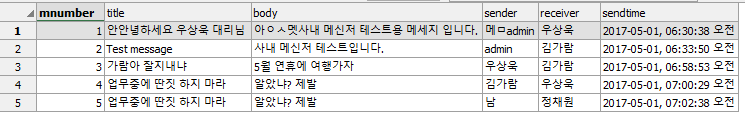 mnumber title body sender receiver sendtime
1 1 안안녕하세요 우상욱 대리님 아ㅇㅅ멧사내 메신저 테스트용 메세지 입니다. 메ㅁadmin 우상욱 2017-05-01, 06:30:38 오전
2 2 Test message 사내 메신저 테스트입니다. admin 김가람 2017-05-01, 06:33:50 오전
3 3 가람아 잘지내냐 5월 연휴에 여행가자 우상욱 김가람 2017-05-01, 06:58:53 오전
4 4 업무중에 딴짓 하지 마라 알았냐? 제발 김가람 우상욱 2017-05-01, 07:00:29 오전
5 5 업무중에 딴짓 하지 마라 알았냐? 제발 남 정채원 2017-05-01, 07:02:38 오전